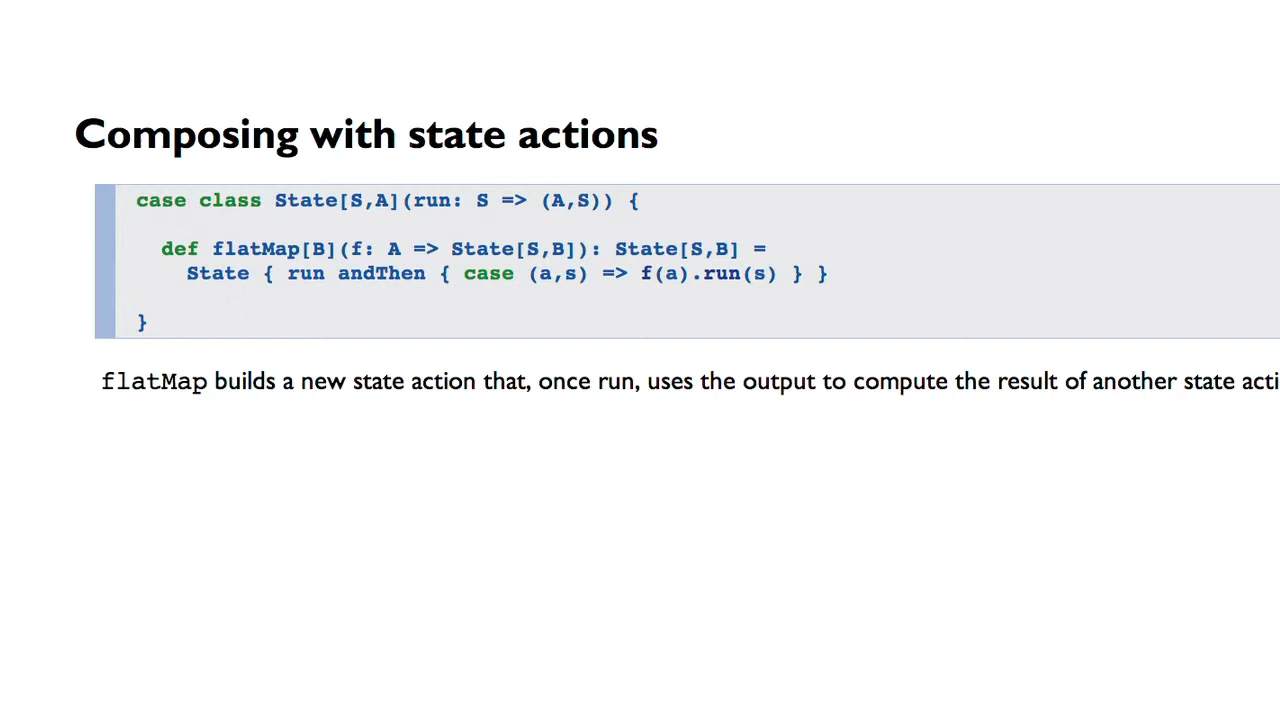 Composing with state actions
case class State[S,A](run: S => (A,S)) {
def flatMap[B](f: A => State[S,B]): State[S,B] =
State { run andThen { case (a,s) => f(a).run(s) } }
}
flatMap builds a new state action that, once run, uses the output to compute the result of another state acti